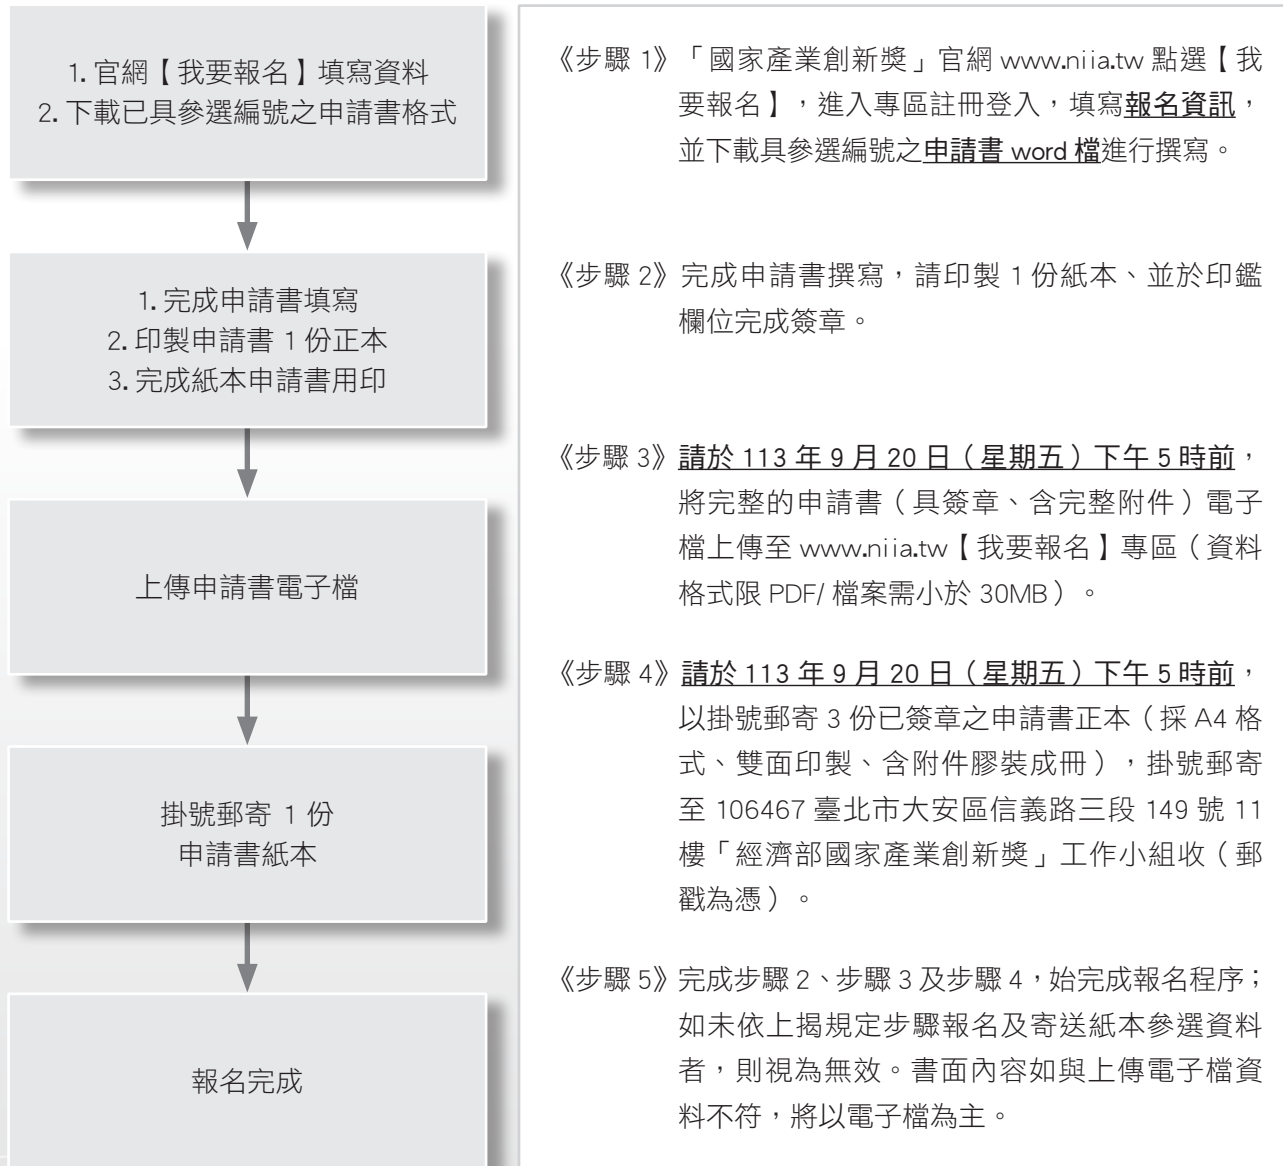 1. 官網【我要報名】填寫資料
2. 下載已具參選編號之申請書格式
1. 完成申請書填寫
2. 印製申請書 1 份正本
3. 完成紙本申請書用印
上傳申請書電子檔
掛號郵寄 1 份
申請書紙本
報名完成
《步驟 1》「國家產業創新獎」官網 www.niia.tw 點選【我
要報名】，進入專區註冊登入，填寫報名資訊，
並下載具參選編號之申請書 word 檔進行撰寫。
《步驟 2》完成申請書撰寫，請印製 1 份紙本、並於印鑑
欄位完成簽章。
《步驟 3》請於 113 年 9 月 20 日（星期五）下午 5 時前，
將完整的申請書（具簽章、含完整附件）電子
檔上傳至 www.niia.tw【我要報名】專區（資料
格式限 PDF/ 檔案需小於 30MB）。
《步驟 4》請於 113 年 9 月 20 日（星期五）下午 5 時前，
以掛號郵寄 3 份已簽章之申請書正本（採 A4 格
式、雙面印製、含附件膠裝成冊），掛號郵寄
至 106467 臺北市大安區信義路三段 149 號 11
樓「經濟部國家產業創新獎」工作小組收（郵
戳為憑）。
《步驟 5》完成步驟 2、步驟 3 及步驟 4，始完成報名程序；
如未依上揭規定步驟報名及寄送紙本參選資料
者，則視為無效。書面內容如與上傳電子檔資
料不符，將以電子檔為主。